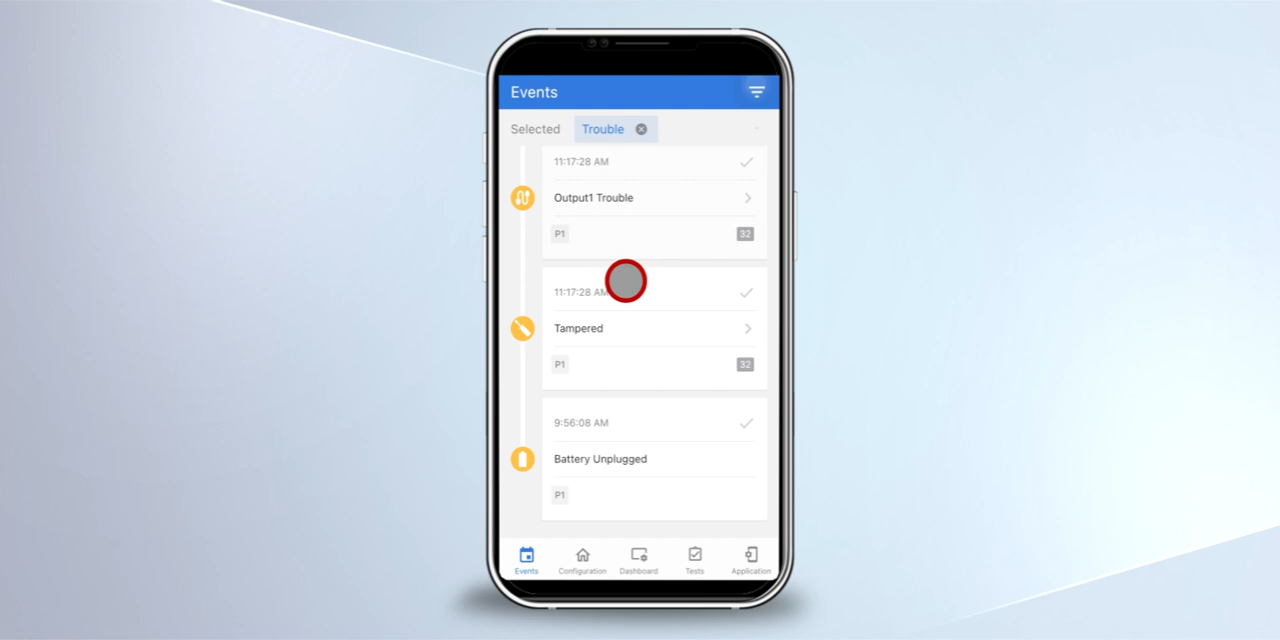 Events
Selected Trouble
11:17:28 AM
Output1 Trouble
P1 32
11:17:28 AM
Tampered
P1 32
9:56:08 AM
Battery Unplugged
P1
Events Configuration Dashboard Tests Application